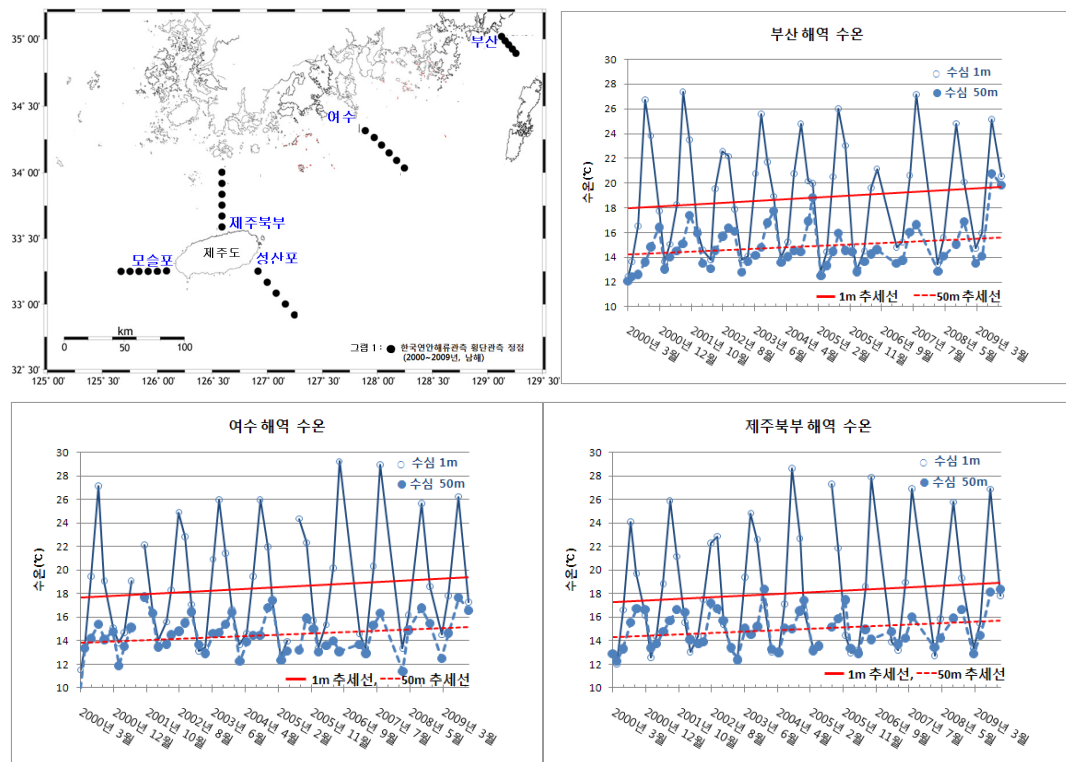 35° 00'
34° 30'
34° 00'
33° 30'
33° 00'
32° 30'
125° 00'
125° 30'
126° 00'
126° 30'
127° 00'
127° 30'
128° 00'
128° 30'
129° 00'
129° 30'
부산
여수
제주북부
모슬포
제주도
성산포
km
0 50 100
그림 1 : ● 한국연안해류관측 횡단관측 정점
(2000~2009년, 남해)
부산 해역 수온
수심 1m
수심 50m
수온(℃)
30
28
26
24
22
20
18
16
14
12
10
1m 추세선
50m 추세선
2000년 3월
2000년 12월
2001년 10월
2002년 8월
2003년 6월
2004년 4월
2005년 2월
2005년 11월
2006년 9월
2007년 7월
2008년 5월
2009년 3월
여수 해역 수온
수심 1m
수심 50m
수온(℃)
30
28
26
24
22
20
18
16
14
12
10
1m 추세선, 50m 추세선
2000년 3월
2000년 12월
2001년 10월
2002년 8월
2003년 6월
2004년 4월
2005년 2월
2005년 11월
2006년 9월
2007년 7월
2008년 5월
2009년 3월
제주북부 해역 수온
수심 1m
수심 50m
수온(℃)
30
28
26
24
22
20
18
16
14
12
10
1m 추세선, 50m 추세선
2000년 3월
2000년 12월
2001년 10월
2002년 8월
2003년 6월
2004년 4월
2005년 2월
2005년 11월
2006년 9월
2007년 7월
2008년 5월
2009년 3월